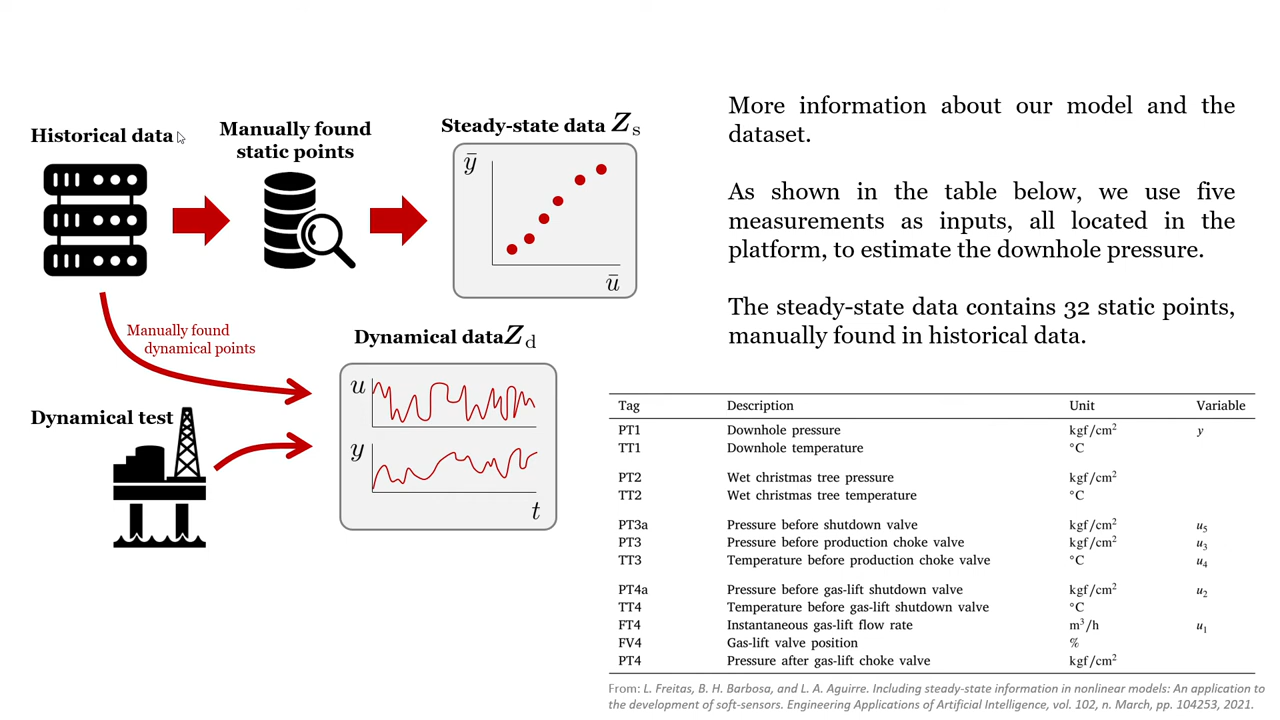 Historical data
Manually found
static points
Steady-state data Zs
ȳ
ū
Manually found
dynamical points
Dynamical data Zd
u
y
t
Dynamical test
More information about our model and the
dataset.
As shown in the table below, we use five
measurements as inputs, all located in the
platform, to estimate the downhole pressure.
The steady-state data contains 32 static points,
manually found in historical data.
Tag Description Unit Variable
PT1 Downhole pressure kgf/cm² y
TT1 Downhole temperature °C
PT2 Wet christmas tree pressure kgf/cm²
TT2 Wet christmas tree temperature °C
PT3a Pressure before shutdown valve kgf/cm² u₅
PT3 Pressure before production choke valve kgf/cm² u₃
TT3 Temperature before production choke valve °C u₄
PT4a Pressure before gas-lift shutdown valve kgf/cm² u₂
TT4 Temperature before gas-lift shutdown valve °C
FT4 Instantaneous gas-lift flow rate m³/h u₁
FV4 Gas-lift valve position %
PT4 Pressure after gas-lift choke valve kgf/cm²
From: L. Freitas, B. H. Barbosa, and L. A. Aguirre. Including steady-state information in nonlinear models: An application to
the development of soft-sensors. Engineering Applications of Artificial Intelligence, vol. 102, n. March, pp. 104253, 2021.